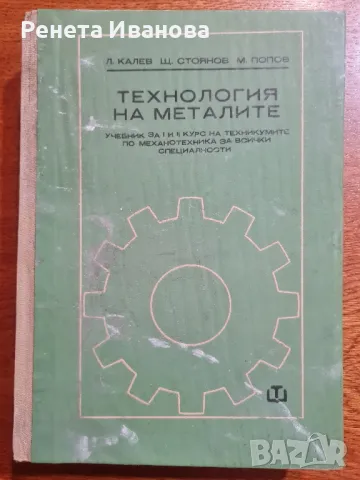 Ренета Иванова
Л. КАЛЕВ Щ. СТОЯНОВ М. ПОПОВ
ТЕХНОЛОГИЯ
НА МЕТАЛИТЕ
УЧЕБНИК ЗА I И II КУРС НА ТЕХНИКУМИТЕ
ПО МЕХАНОТЕХНИКА ЗА ВСИЧКИ
СПЕЦИАЛНОСТИ
BAZAR